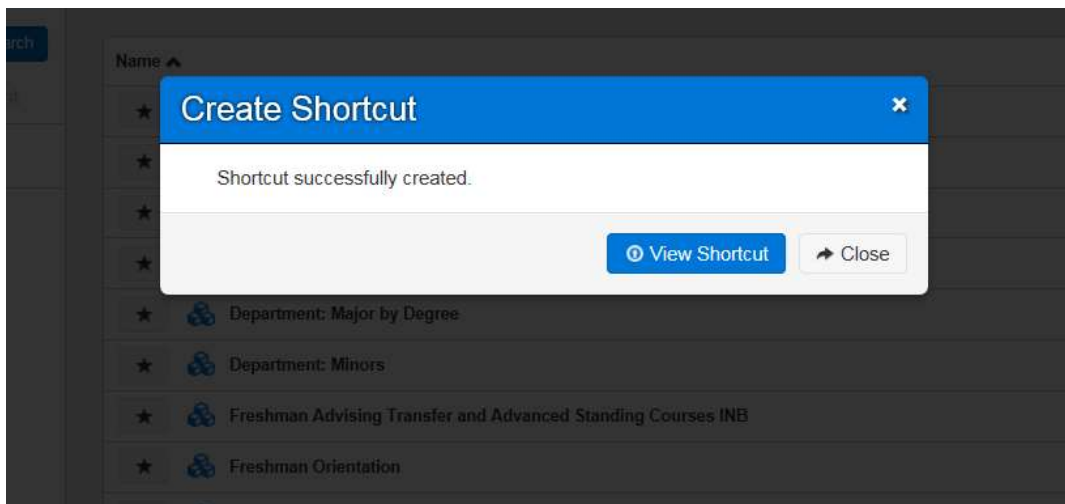 arch
Name
Create Shortcut
Shortcut successfully created.
View Shortcut
Close
Department: Major by Degree
Department: Minors
Freshman Advising Transfer and Advanced Standing Courses INB
Freshman Orientation